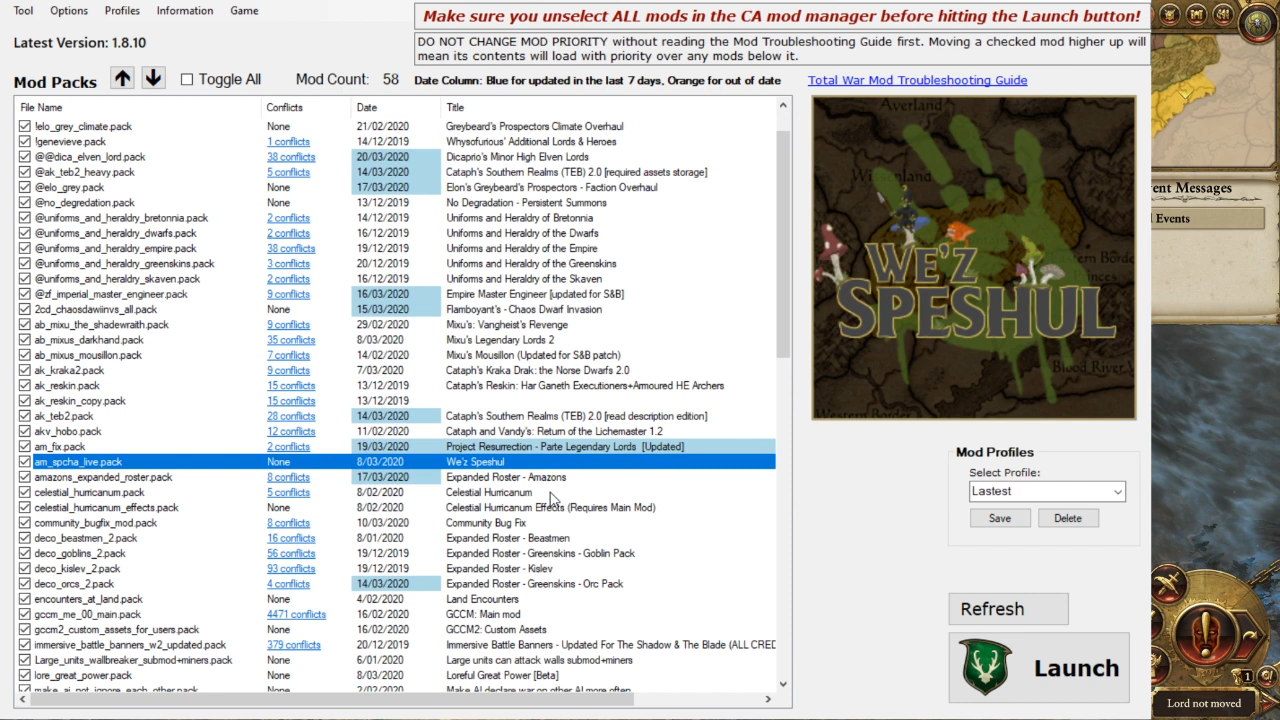 Tool Options Profiles Information Game
Make sure you unselect ALL mods in the CA mod manager before hitting the Launch button!
Latest Version: 1.8.10
DO NOT CHANGE MOD PRIORITY without reading the Mod Troubleshooting Guide first. Moving a checked mod higher up will
mean its contents will load with priority over any mods below it.
Mod Packs Toggle All Mod Count: 58 Date Column: Blue for updated in the last 7 days, Orange for out of date Total War Mod Troubleshooting Guide
File Name Conflicts Date Title
!elo_grey_climate.pack None 21/02/2020 Greybeard's Prospectors Climate Overhaul
!genevieve.pack 1 conflicts 14/12/2019 Whysofurious' Additional Lords & Heroes
@@dica_elven_lord.pack 38 conflicts 20/03/2020 Dicaprio's Minor High Elven Lords
@ak_teb2_heavy.pack 5 conflicts 14/03/2020 Cataph's Southern Realms (TEB) 2.0 [required assets storage]
@elo_grey.pack None 17/03/2020 Elon's Greybeard's Prospectors - Faction Overhaul
@no_degradation.pack None 13/12/2019 No Degradation - Persistent Summons
@uniforms_and_heraldry_bretonnia.pack 2 conflicts 14/12/2019 Uniforms and Heraldry of Bretonnia
@uniforms_and_heraldry_dwarfs.pack 2 conflicts 16/12/2019 Uniforms and Heraldry of the Dwarfs
@uniforms_and_heraldry_empire.pack 38 conflicts 19/12/2019 Uniforms and Heraldry of the Empire
@uniforms_and_heraldry_greenskins.pack 3 conflicts 20/12/2019 Uniforms and Heraldry of the Greenskins
@uniforms_and_heraldry_skaven.pack 2 conflicts 16/12/2019 Uniforms and Heraldry of the Skaven
@zf_imperial_master_engineer.pack 9 conflicts 16/03/2020 Empire Master Engineer [updated for S&B]
2cd_chaosdawiinvs_all.pack None 15/03/2020 Flamboyant's - Chaos Dwarf Invasion
ab_mixu_the_shadewraith.pack 9 conflicts 29/02/2020 Mixu's: Vangheist's Revenge
ab_mixus_darkhand.pack 35 conflicts 8/03/2020 Mixu's Legendary Lords 2
ab_mixus_mousillon.pack 7 conflicts 14/02/2020 Mixu's Mousillon (Updated for S&B patch)
ak_kraka2.pack 9 conflicts 7/03/2020 Cataph's Kraka Drak: the Norse Dwarfs 2.0
ak_reskin.pack 15 conflicts 13/12/2019 Cataph's Reskin: Har Ganeth Executioners+Armoured HE Archers
ak_reskin_copy.pack 15 conflicts 13/12/2019
ak_teb2.pack 28 conflicts 14/03/2020 Cataph's Southern Realms (TEB) 2.0 [read description edition]
akv_hobo.pack 12 conflicts 11/02/2020 Cataph and Vandy's: Return of the Lichemaster 1.2
am_fix.pack 2 conflicts 19/03/2020 Project Resurrection - Parte Legendary Lords [Updated]
am_spcha_live.pack None 8/03/2020 We'z Speshul
amazons_expanded_roster.pack 8 conflicts 17/03/2020 Expanded Roster - Amazons
celestial_hurricanum.pack 5 conflicts 8/02/2020 Celestial Hurricanum
celestial_hurricanum_effects.pack None 8/02/2020 Celestial Hurricanum Effects (Requires Main Mod)
community_bugfix_mod.pack 8 conflicts 10/03/2020 Community Bug Fix
deco_beastmen_2.pack 16 conflicts 8/01/2020 Expanded Roster - Beastmen
deco_goblins_2.pack 56 conflicts 19/12/2019 Expanded Roster - Greenskins - Goblin Pack
deco_kislev_2.pack 93 conflicts 19/12/2019 Expanded Roster - Kislev
deco_orcs_2.pack 4 conflicts 14/03/2020 Expanded Roster - Greenskins - Orc Pack
encounters_at_land.pack None 4/02/2020 Land Encounters
gccm_me_00_main.pack 4471 conflicts 16/02/2020 GCCM: Main mod
gccm2_custom_assets_for_users.pack None 16/02/2020 GCCM2: Custom Assets
immersive_battle_banners_w2_updated.pack 379 conflicts 20/12/2019 Immersive Battle Banners - Updated For The Shadow & The Blade (ALL CRED
Large_units_wallbreaker_submod+miners.pack None 6/01/2020 Large units can attack walls submod+miners
lore_great_power.pack None 8/03/2020 Loreful Great Power [Beta]
make_ai_not_ignore_each_other.pack None 2/02/2020 Make AI declare war on other AI more often
Averland
WE'Z
SPESHUL
Blood River
Western Border
Mod Profiles
Select Profile:
Lastest
Save Delete
Refresh
Launch
ent Messages
Events
1
Lord not moved